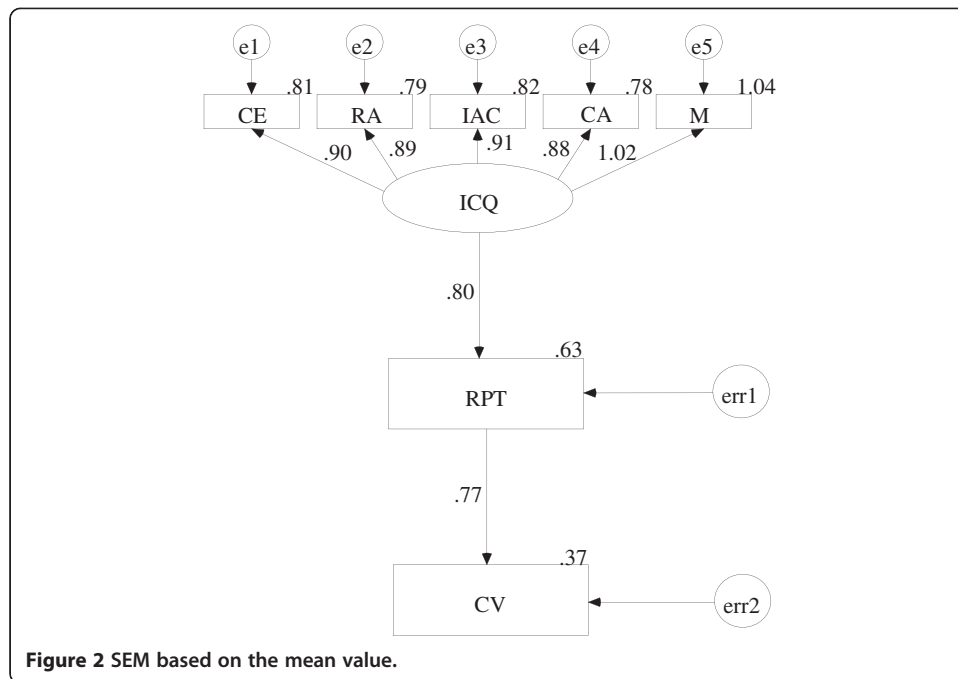 e1 e2 e3 e4 e5
.81 .79 .82 .78 1.04
CE RA IAC CA M
.90 .89 .91 .88 1.02
ICQ
.80
.63
RPT err1
.77
.37
CV err2
Figure 2 SEM based on the mean value.